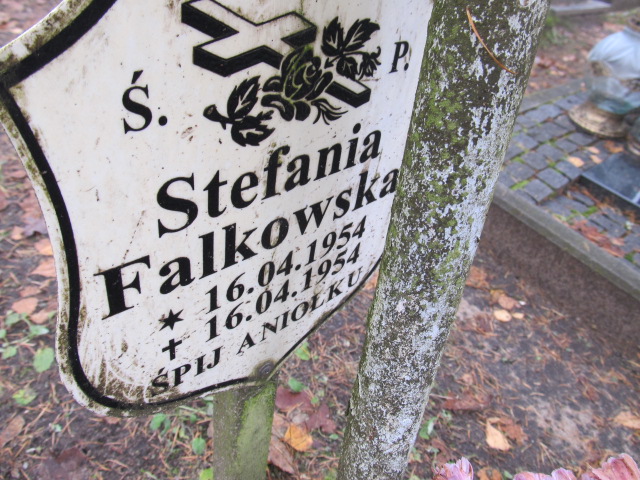 Ś. P.
Stefania
Falkowska
* 16.04.1954
✝ 16.04.1954
ŚPIJ ANIOŁKU